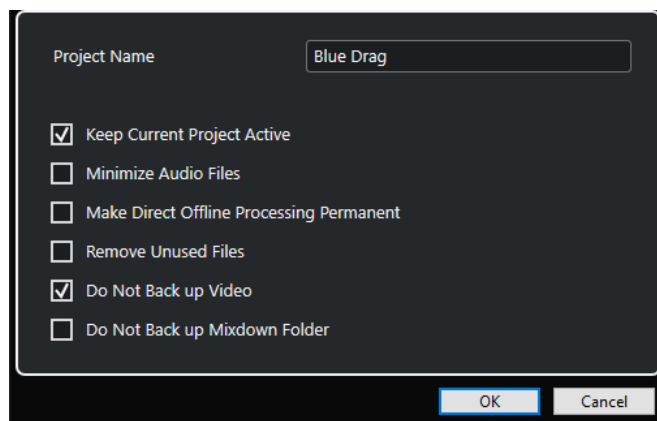 Project Name
Blue Drag
Keep Current Project Active
Minimize Audio Files
Make Direct Offline Processing Permanent
Remove Unused Files
Do Not Back up Video
Do Not Back up Mixdown Folder
OK
Cancel